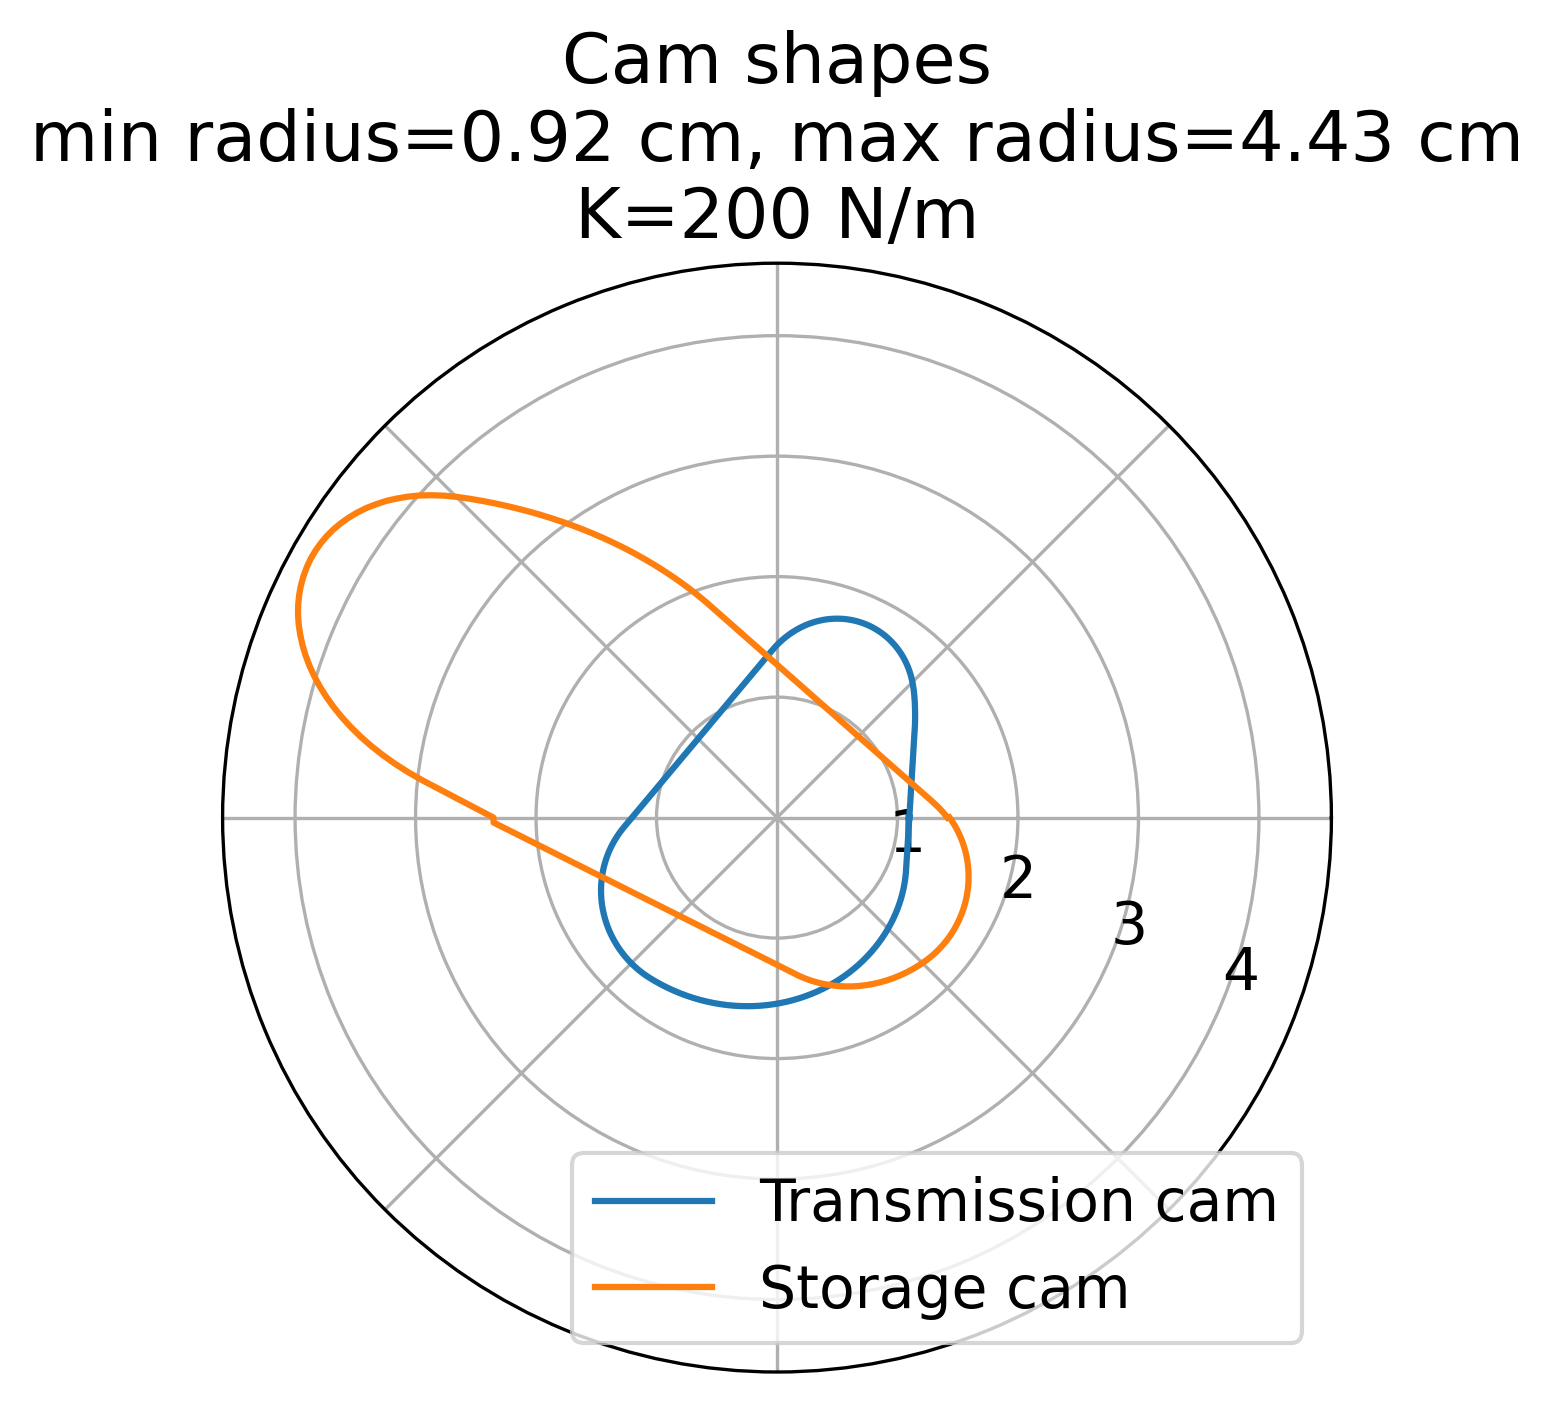 Cam shapes
min radius=0.92 cm, max radius=4.43 cm
K=200 N/m
1
2
3
4
Transmission cam
Storage cam